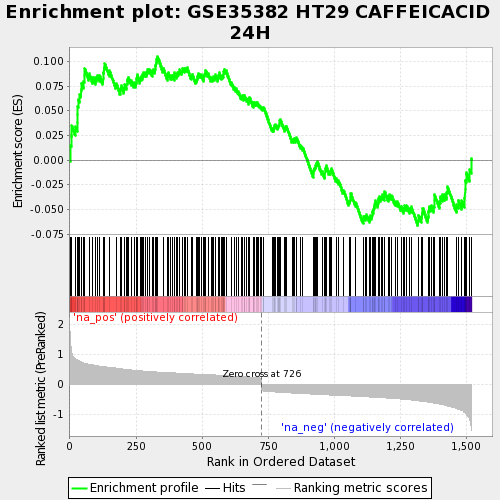 Enrichment plot: GSE35382 HT29 CAFFEICACID
24H
Enrichment score (ES)
0.100
0.075
0.050
0.025
0.000
-0.025
-0.050
-0.075
'na_pos' (positively correlated)
Ranked list metric (PreRanked)
2
1
0
-1
Zero cross at 726
'na_neg' (negatively correlated)
0
250
500
750
1,000
1,250
1,500
Rank in Ordered Dataset
Enrichment profile
Hits
Ranking metric scores